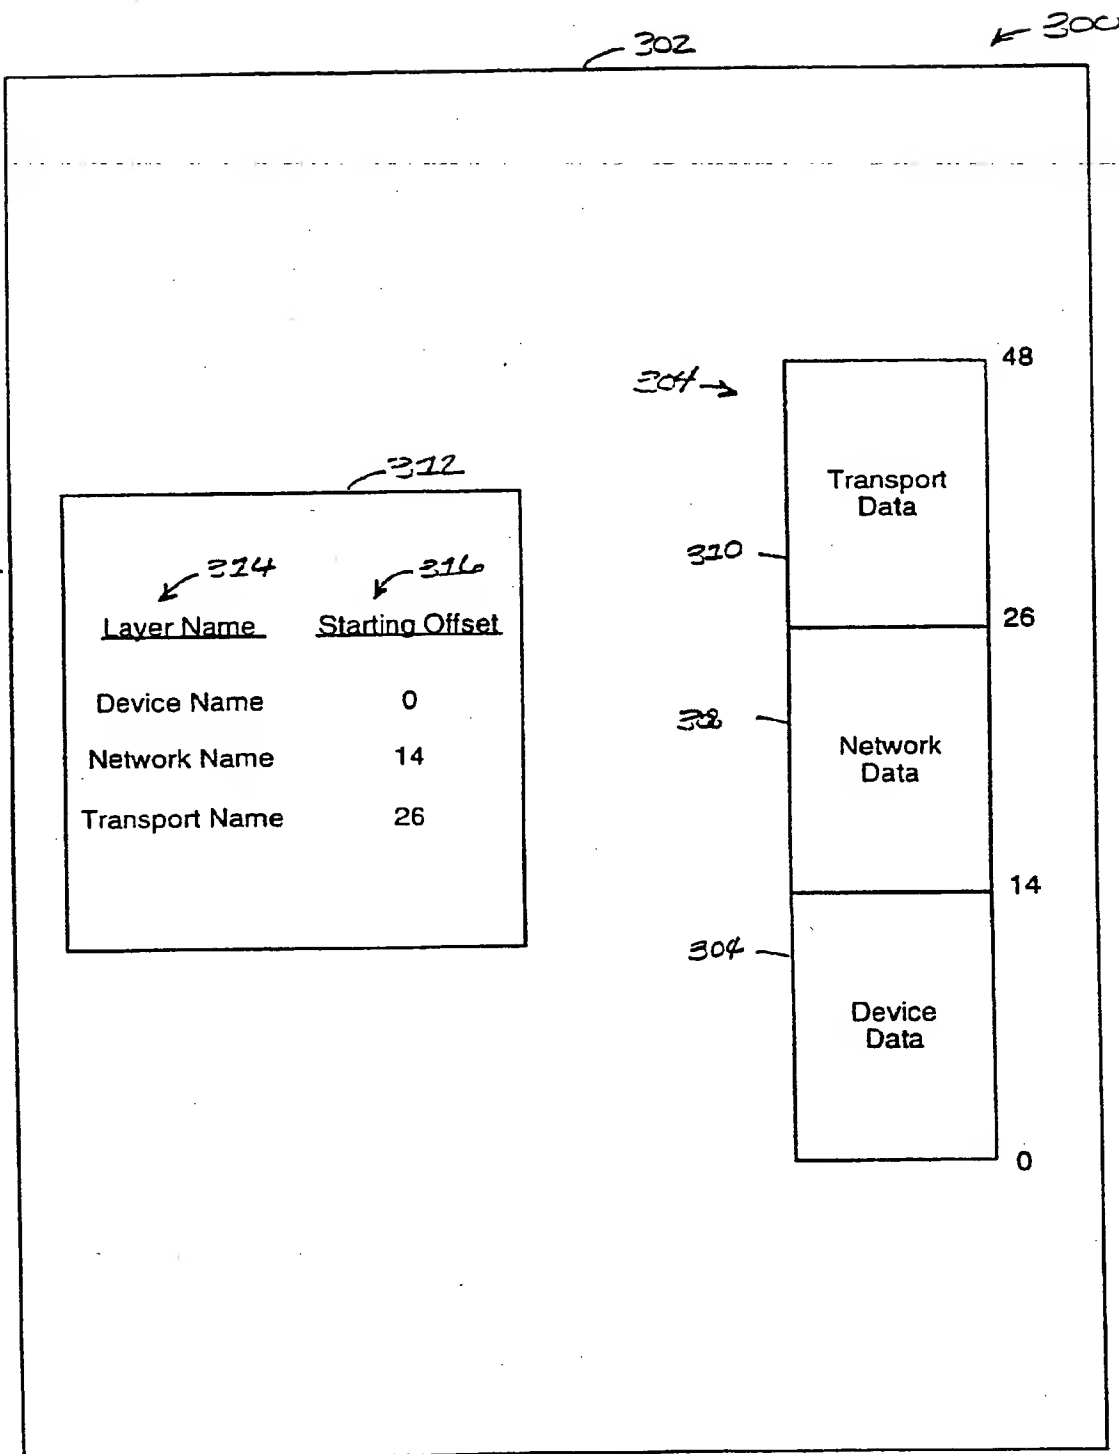 300
302
48
304
312
Transport
Data
310
314 316
Layer Name Starting Offset
26
Device Name 0
308
Network Name 14
Network
Data
Transport Name 26
14
304
Device
Data
0